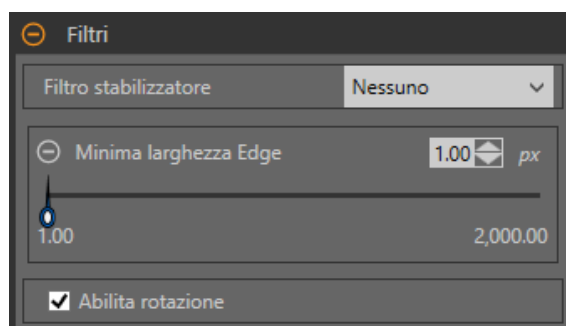 Filtri
Filtro stabilizzatore Nessuno
Minima larghezza Edge 1.00 px
1.00 2,000.00
Abilita rotazione